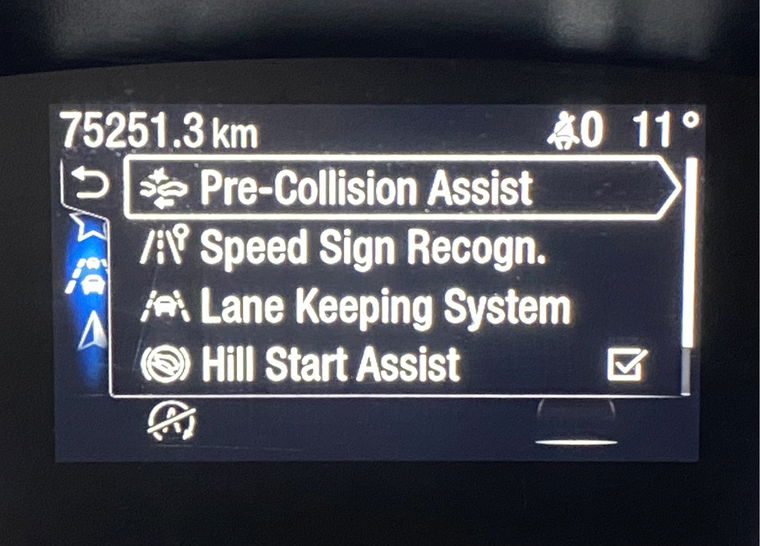 75251.3 km 0 11°
Pre-Collision Assist
Speed Sign Recogn.
Lane Keeping System
Hill Start Assist
A